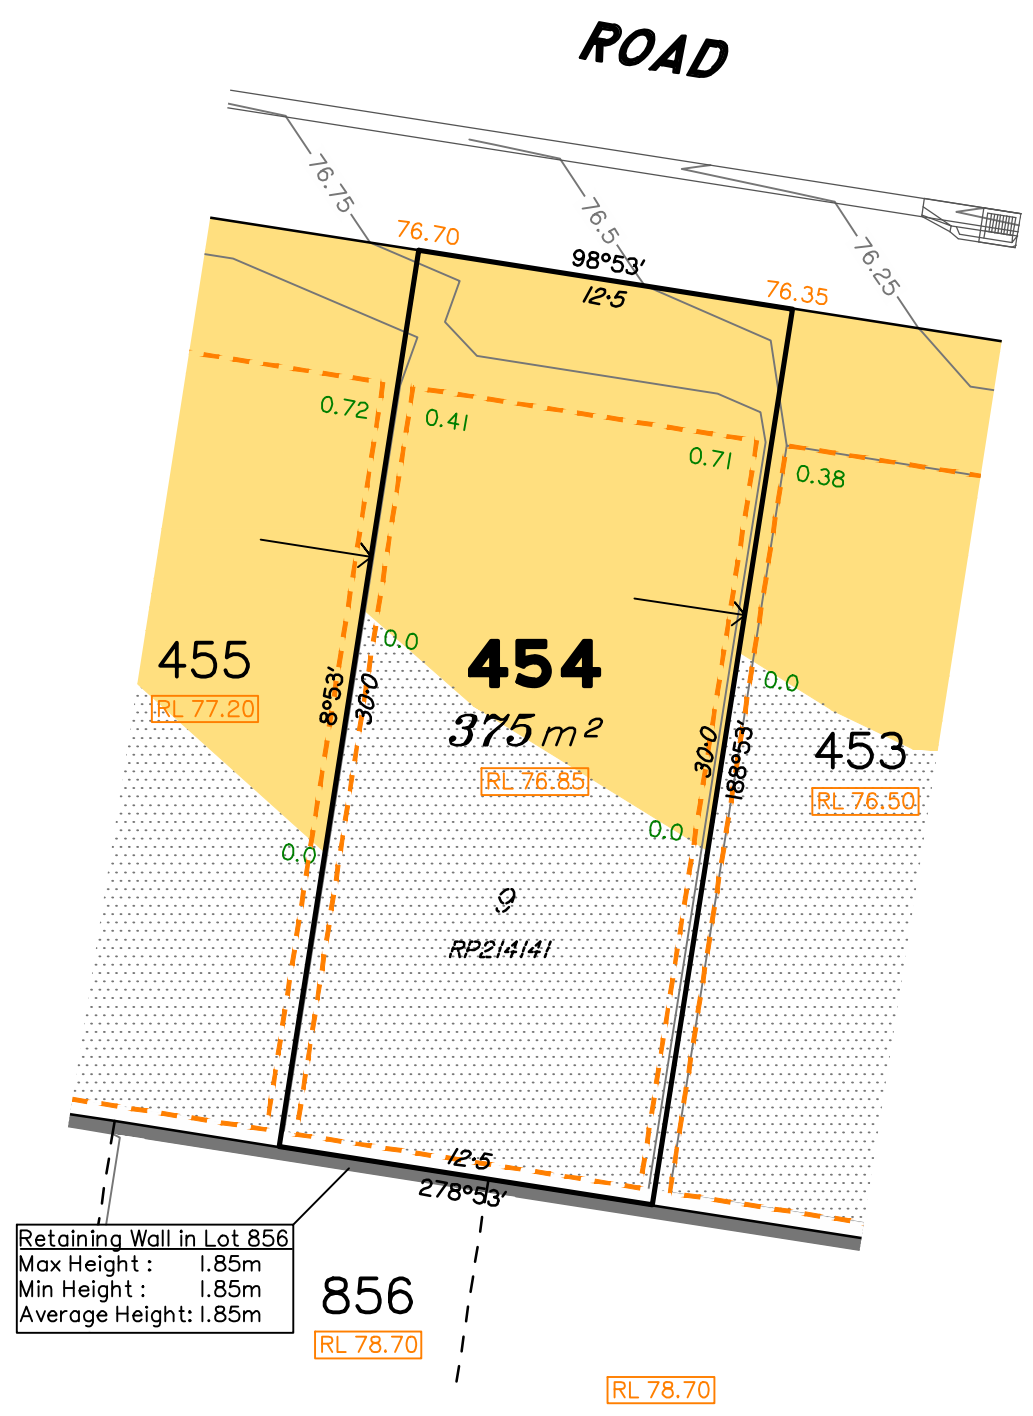 ROAD
76.75
76.5
76.25
76.70
98°53'
76.35
12·5
0.72
0.41
0.71
0.38
0.0
455
454
0.0
RL 77.20
8°53'
30·0
375 m²
30·0
188°53'
453
RL 76.85
RL 76.50
0.0
0.0
9
RP214141
12·5
278°53'
Retaining Wall in Lot 856
Max Height : 1.85m
Min Height : 1.85m
Average Height: 1.85m
856
RL 78.70
RL 78.70